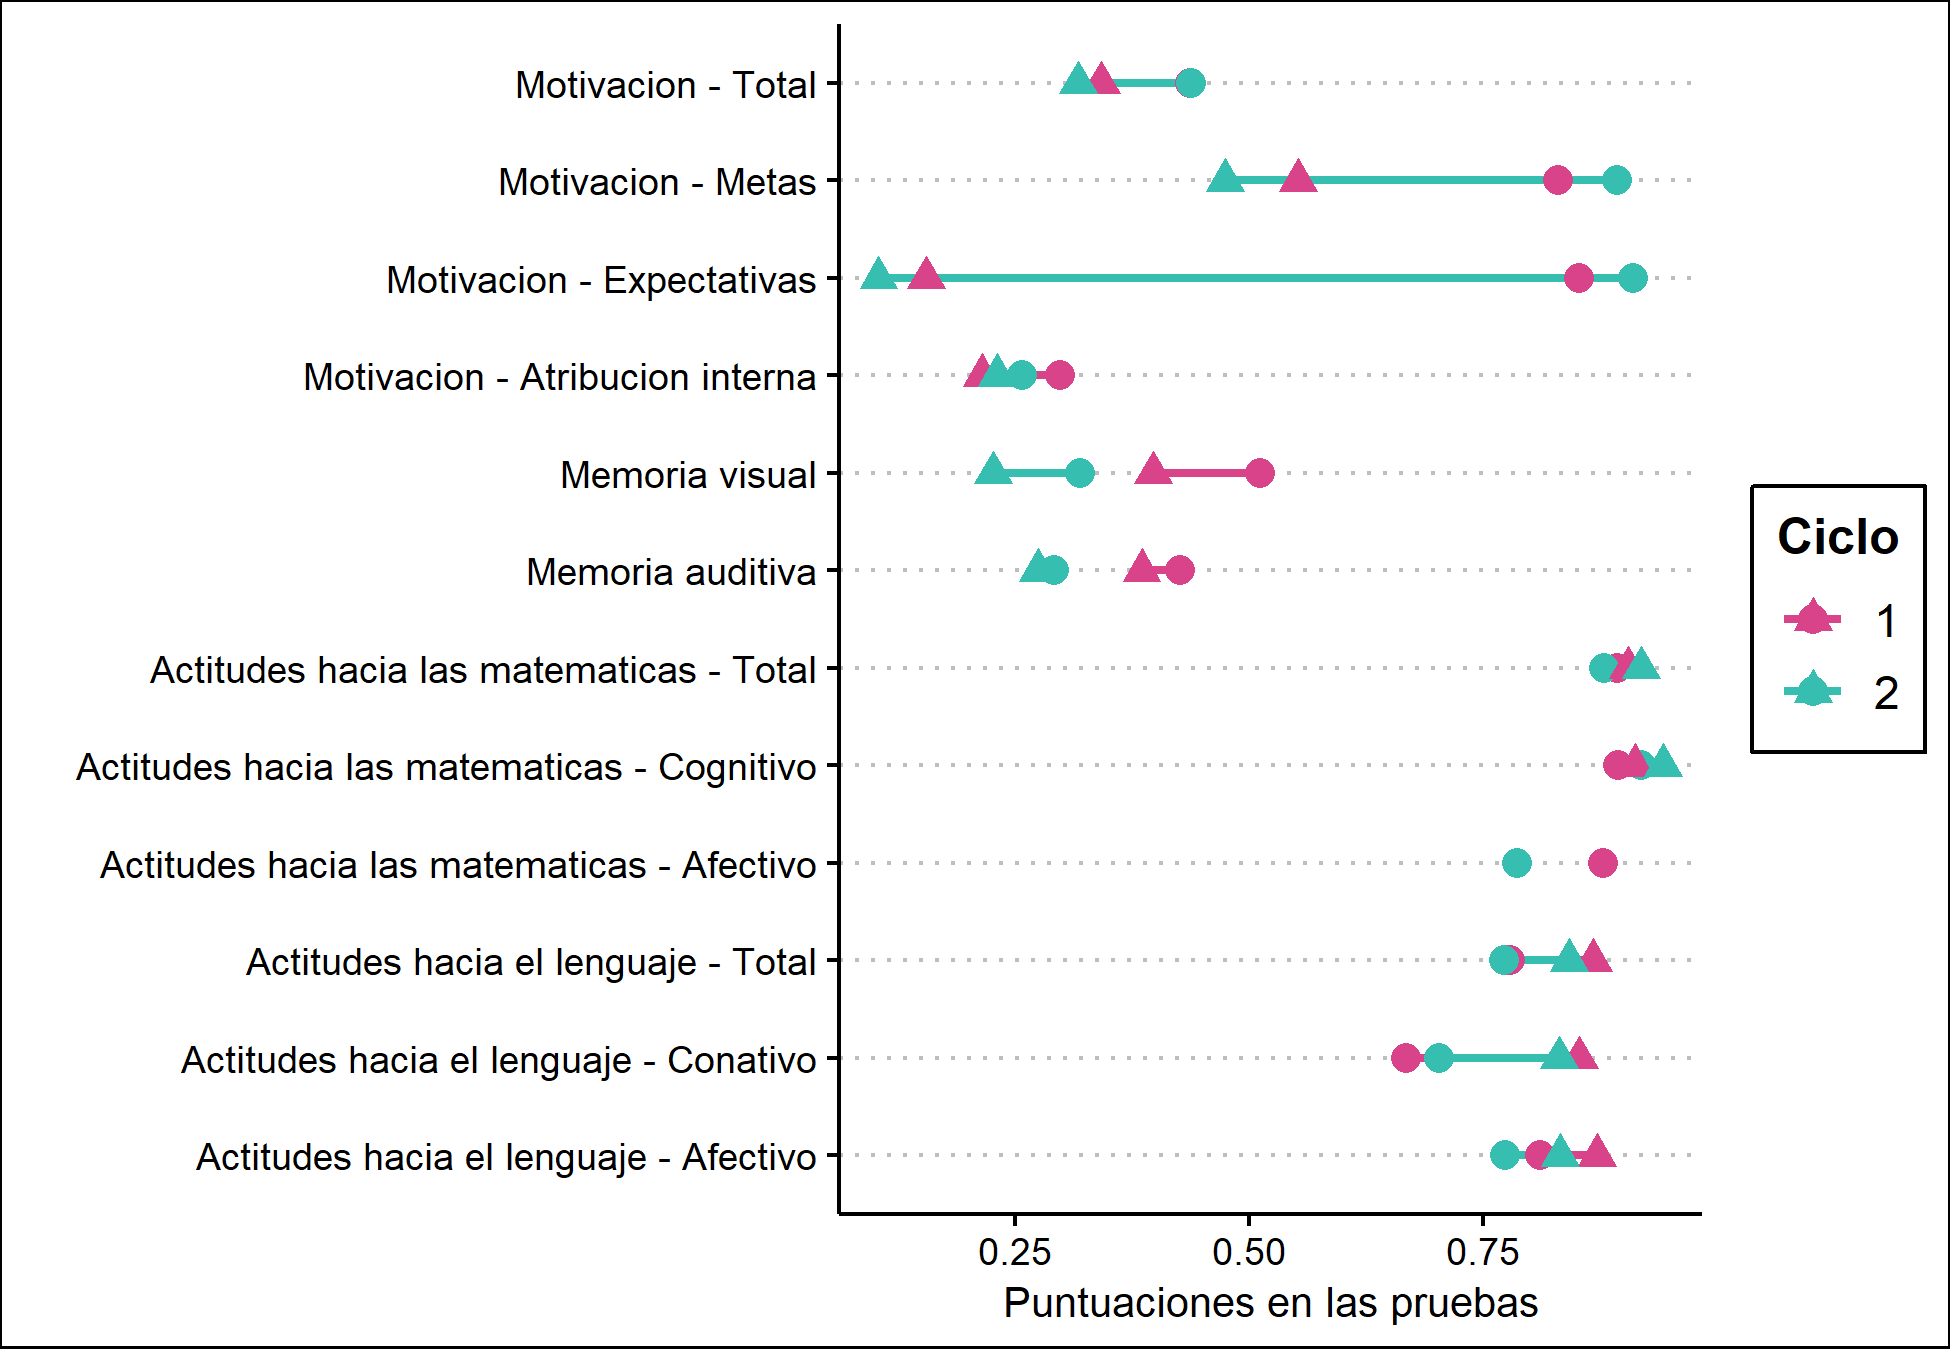 Motivacion - Total
Motivacion - Metas
Motivacion - Expectativas
Motivacion - Atribucion interna
Memoria visual
Memoria auditiva
Actitudes hacia las matematicas - Total
Actitudes hacia las matematicas - Cognitivo
Actitudes hacia las matematicas - Afectivo
Actitudes hacia el lenguaje - Total
Actitudes hacia el lenguaje - Conativo
Actitudes hacia el lenguaje - Afectivo
0.25 0.50 0.75
Puntuaciones en las pruebas
Ciclo
1
2